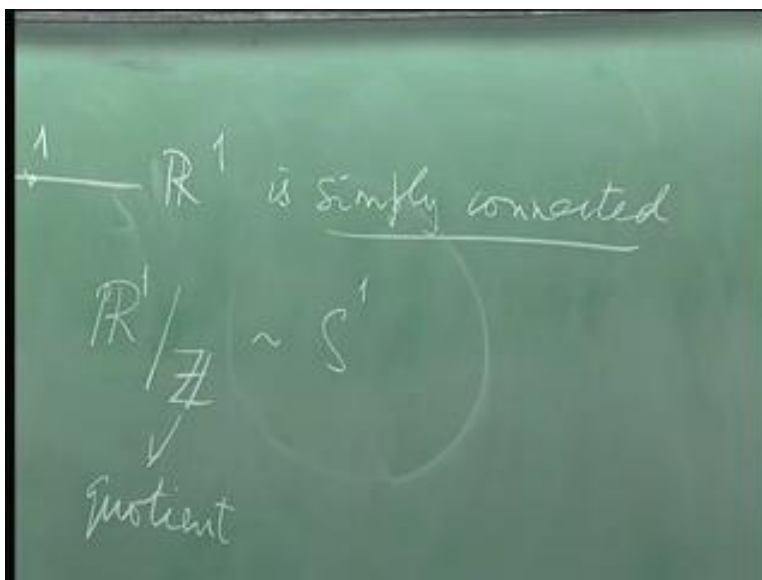 1
ℝ¹ is simply connected
ℝ¹/ℤ ~ S¹
quotient